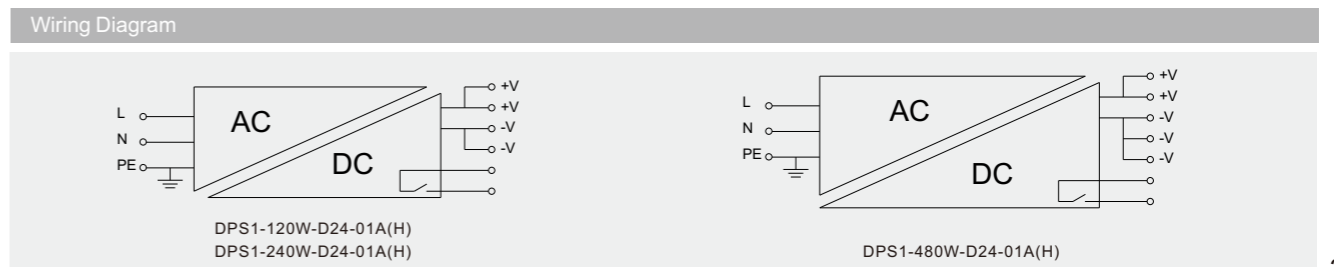 Wiring Diagram
L
N
PE
AC
DC
+V
+V
-V
-V
DPS1-120W-D24-01A(H)
DPS1-240W-D24-01A(H)
L
N
PE
AC
DC
+V
+V
-V
-V
-V
DPS1-480W-D24-01A(H)